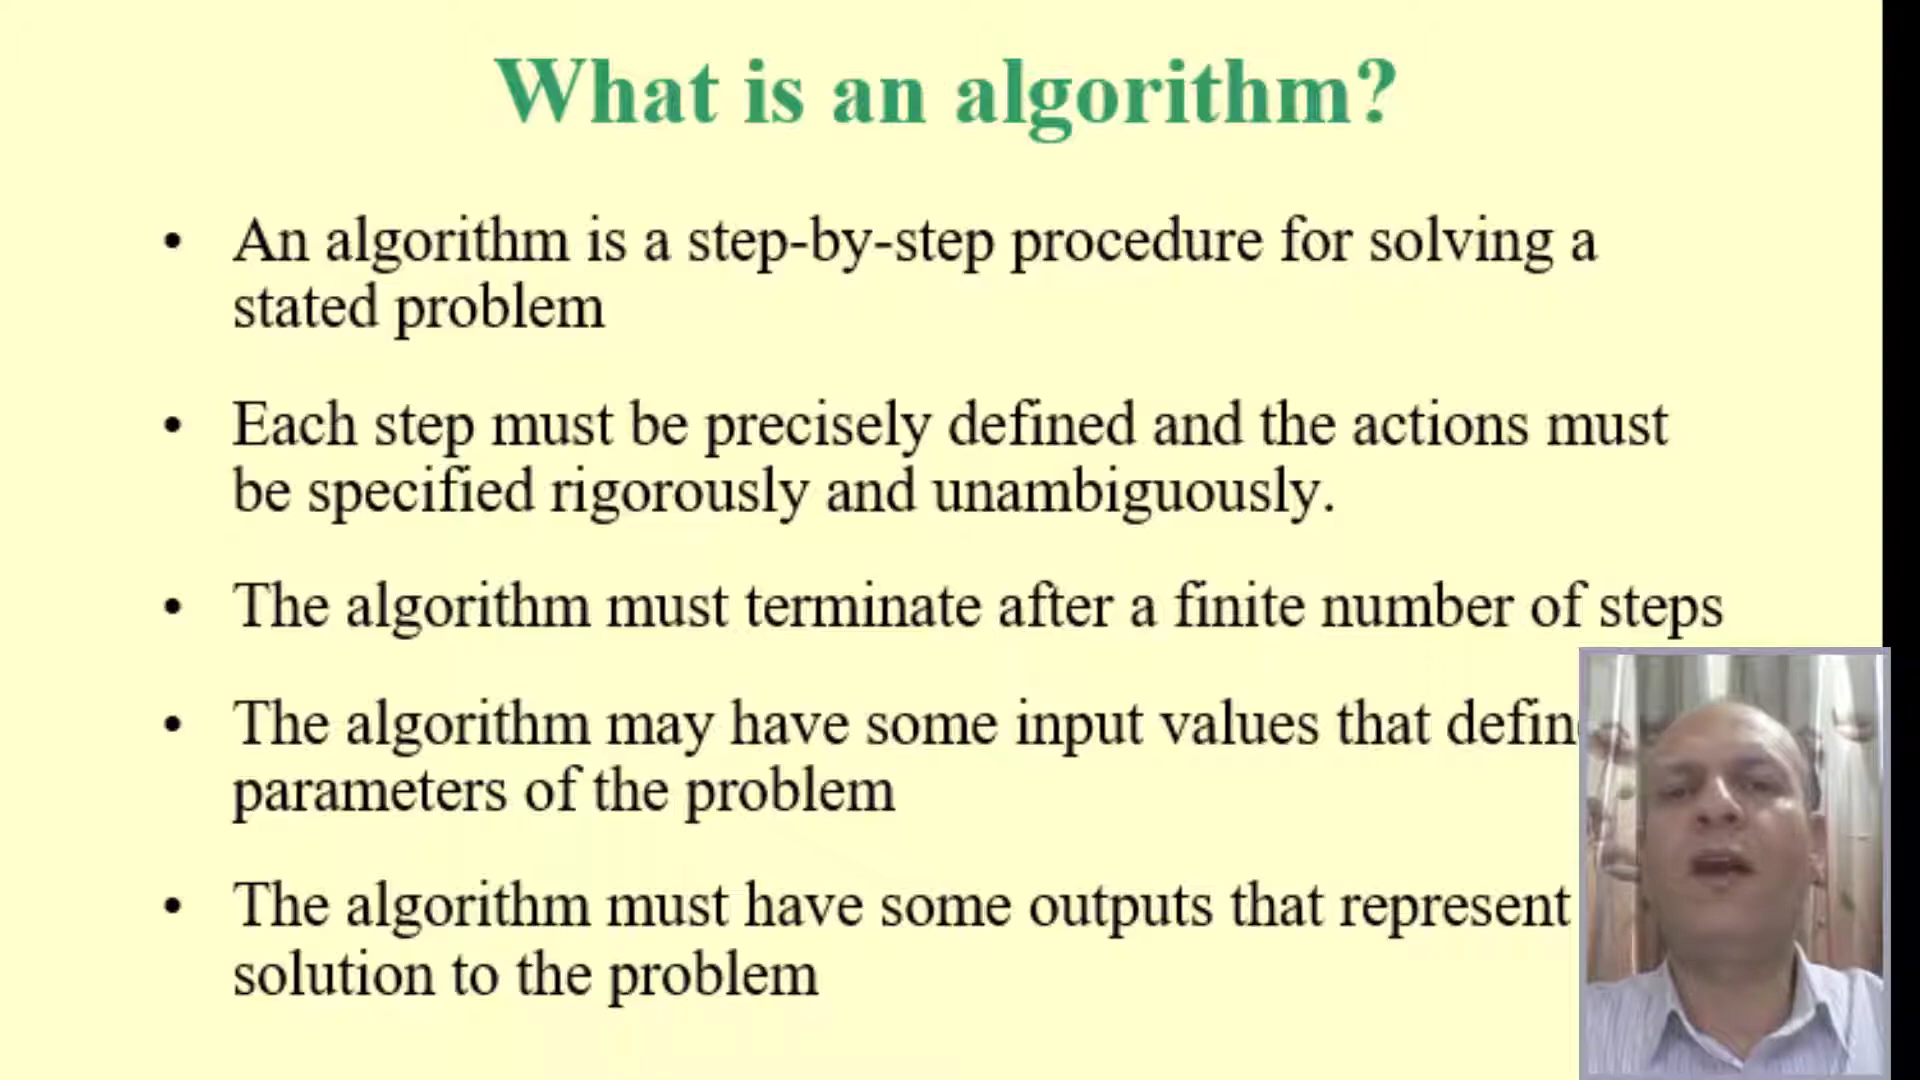 What is an algorithm?
• An algorithm is a step-by-step procedure for solving a
stated problem
• Each step must be precisely defined and the actions must
be specified rigorously and unambiguously.
• The algorithm must terminate after a finite number of steps
• The algorithm may have some input values that
parameters of the problem
• The algorithm must have some outputs that represent
solution to the problem